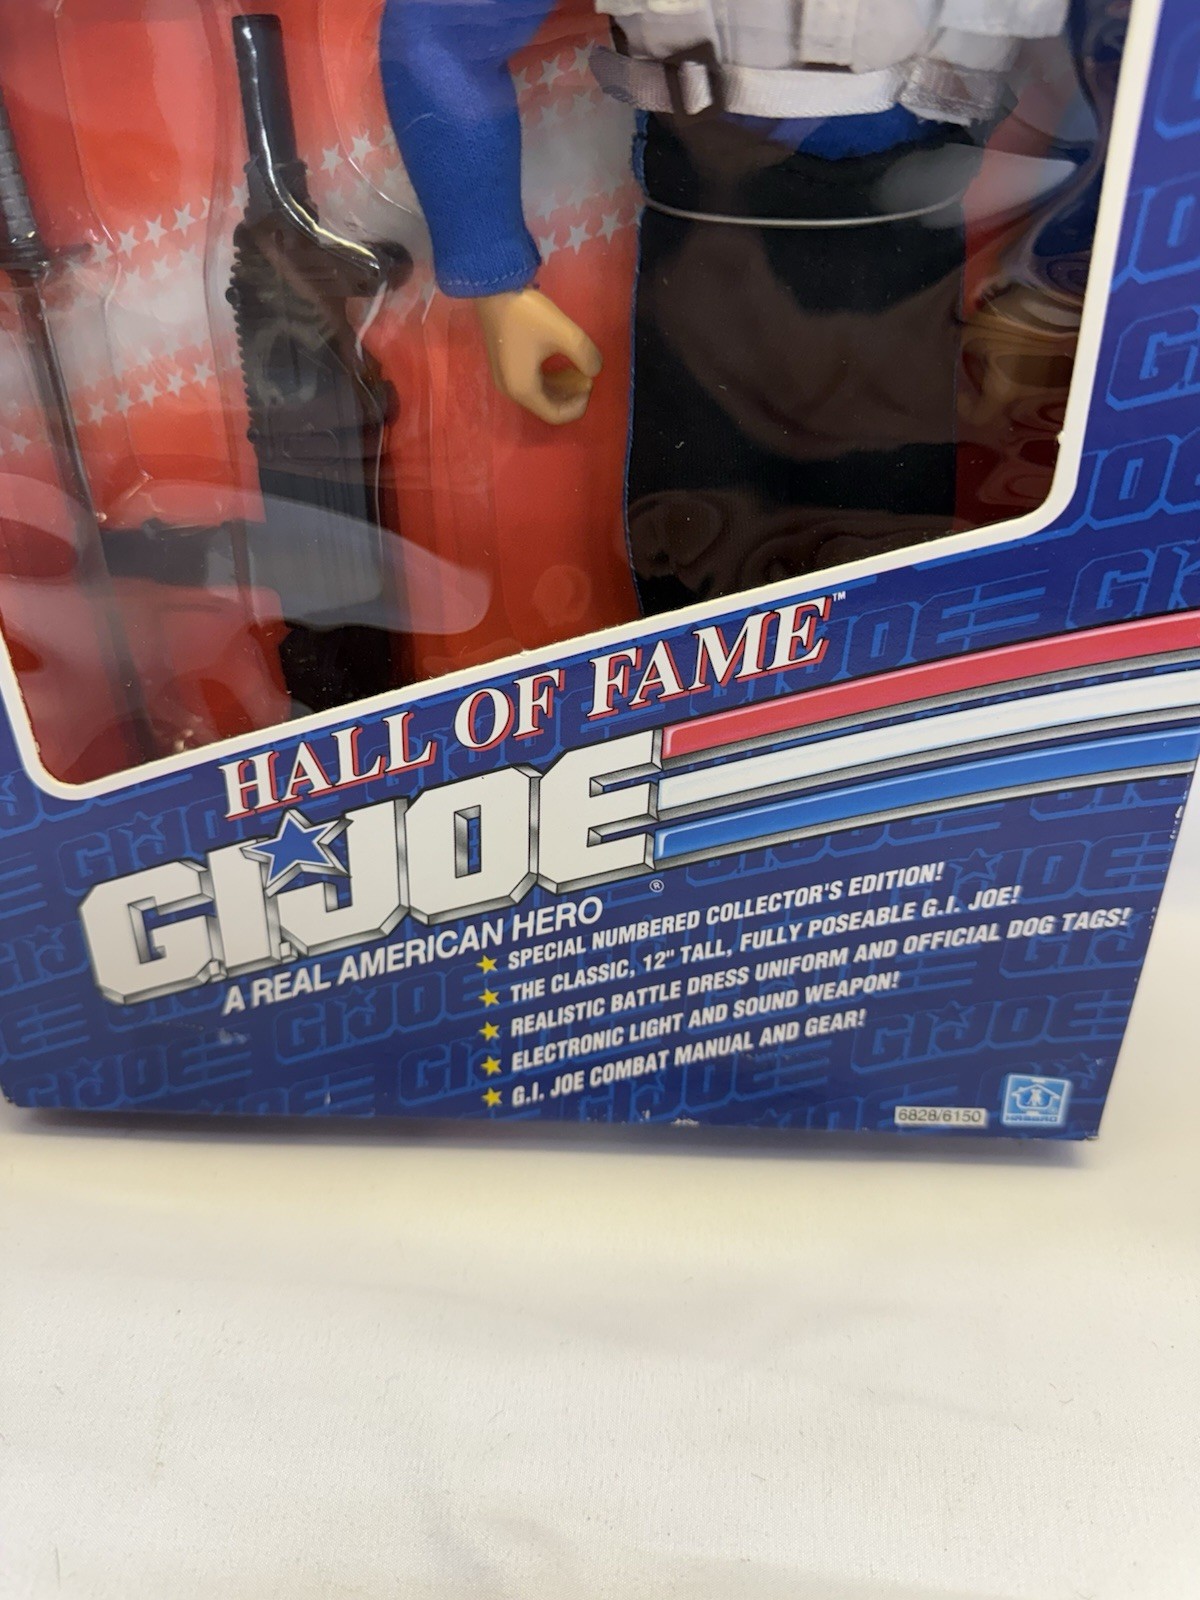 HALL OF FAME™
G.I. JOE®
A REAL AMERICAN HERO
★ SPECIAL NUMBERED COLLECTOR'S EDITION!
★ THE CLASSIC, 12" TALL, FULLY POSEABLE G.I. JOE!
★ REALISTIC BATTLE DRESS UNIFORM AND OFFICIAL DOG TAGS!
★ ELECTRONIC LIGHT AND SOUND WEAPON!
★ G.I. JOE COMBAT MANUAL AND GEAR!
6828/6150
HASBRO